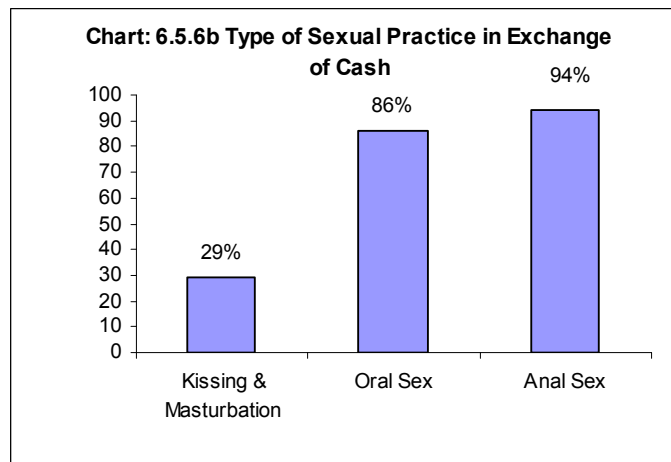 Chart: 6.5.6b Type of Sexual Practice in Exchange
of Cash
100
90
80
70
60
50
40
30
20
10
0
29%
86%
94%
Kissing &
Masturbation
Oral Sex
Anal Sex